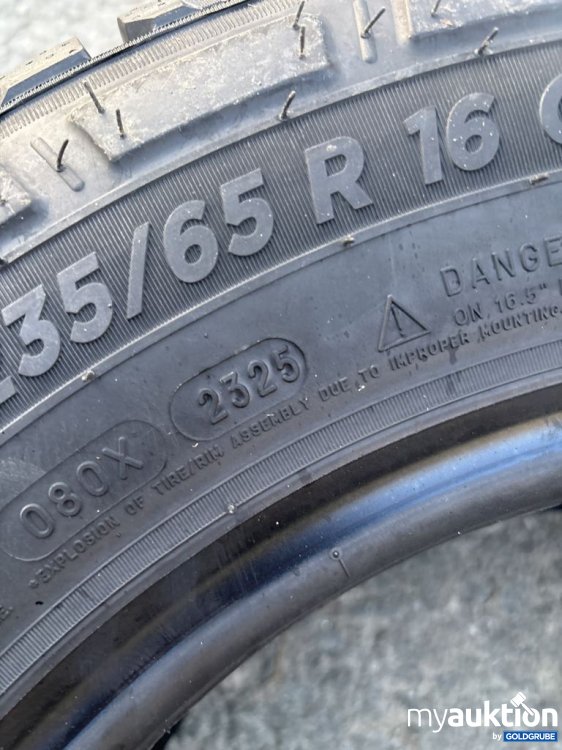 235/65 R 16 C
DANGE
ON 16.5"
2325
080X
EXPLOSION OF TIRE/RIM ASSEMBLY DUE TO IMPROPER MOUNTING.
myauktion
by GOLDGRUBE